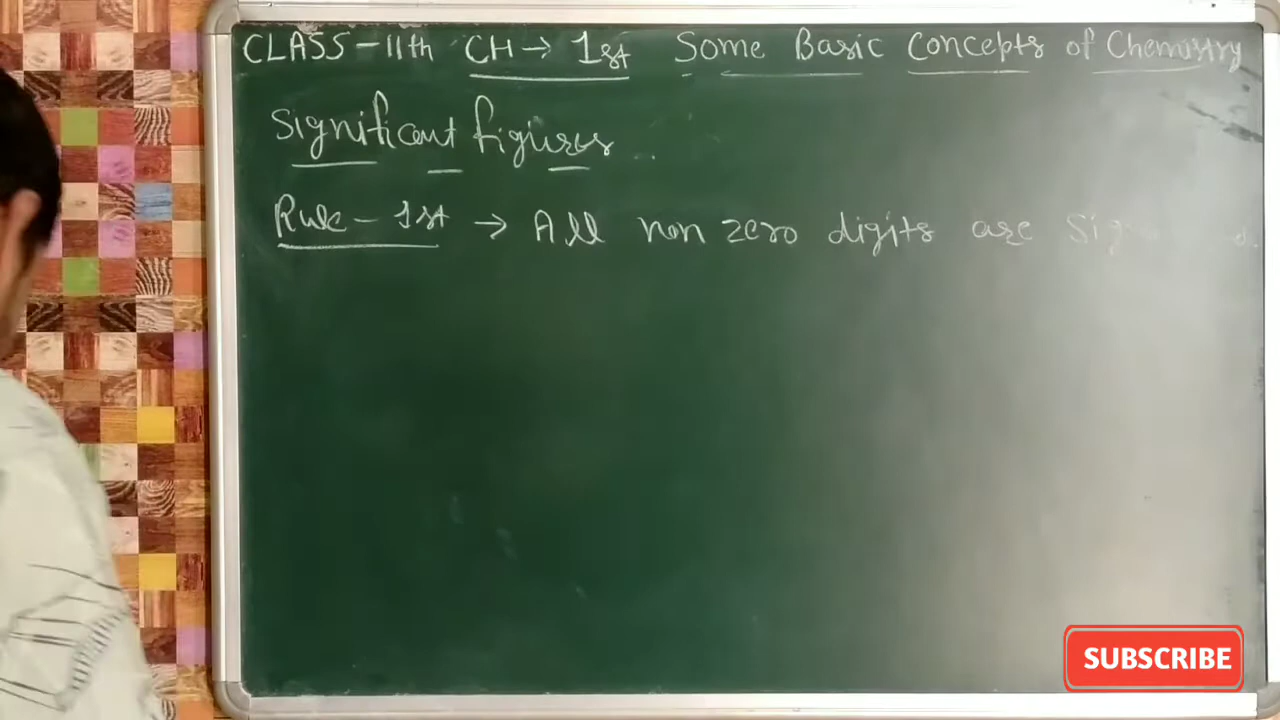 CLASS - 11th CH → 1st Some Basic Concepts of Chemistry
Significant figures
Rule - 1st → All non zero digits are
SUBSCRIBE